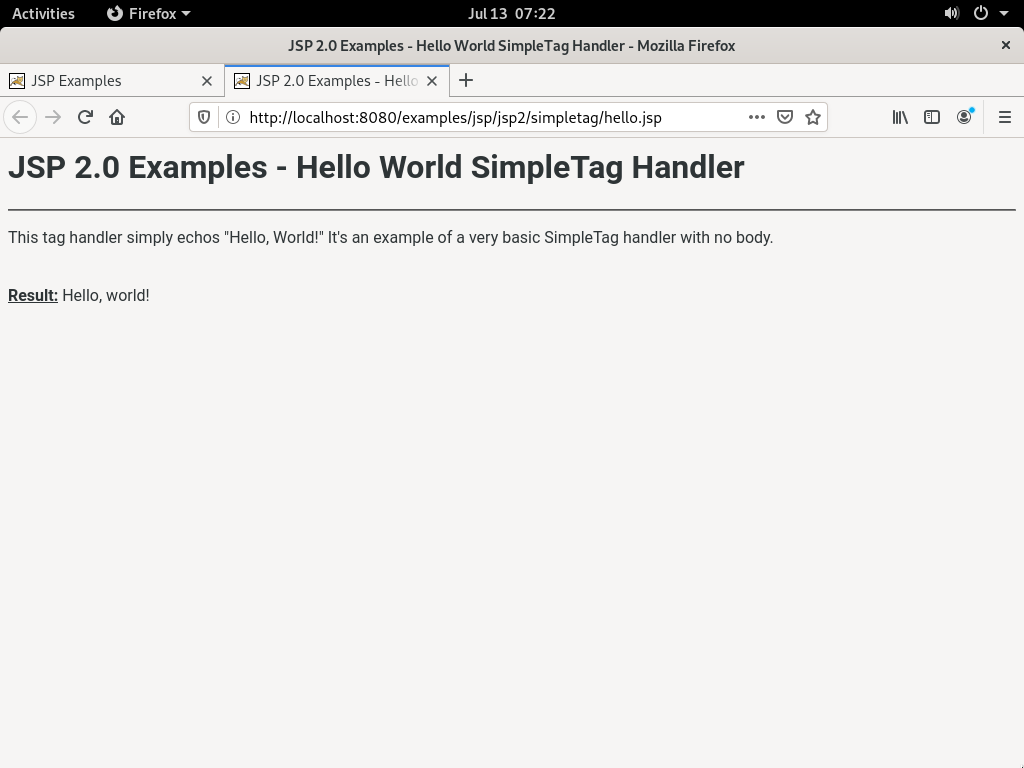 Activities Firefox Jul 13 07:22
JSP 2.0 Examples - Hello World SimpleTag Handler - Mozilla Firefox
JSP Examples JSP 2.0 Examples - Hello
http://localhost:8080/examples/jsp/jsp2/simpletag/hello.jsp
JSP 2.0 Examples - Hello World SimpleTag Handler
This tag handler simply echos "Hello, World!" It's an example of a very basic SimpleTag handler with no body.
Result: Hello, world!